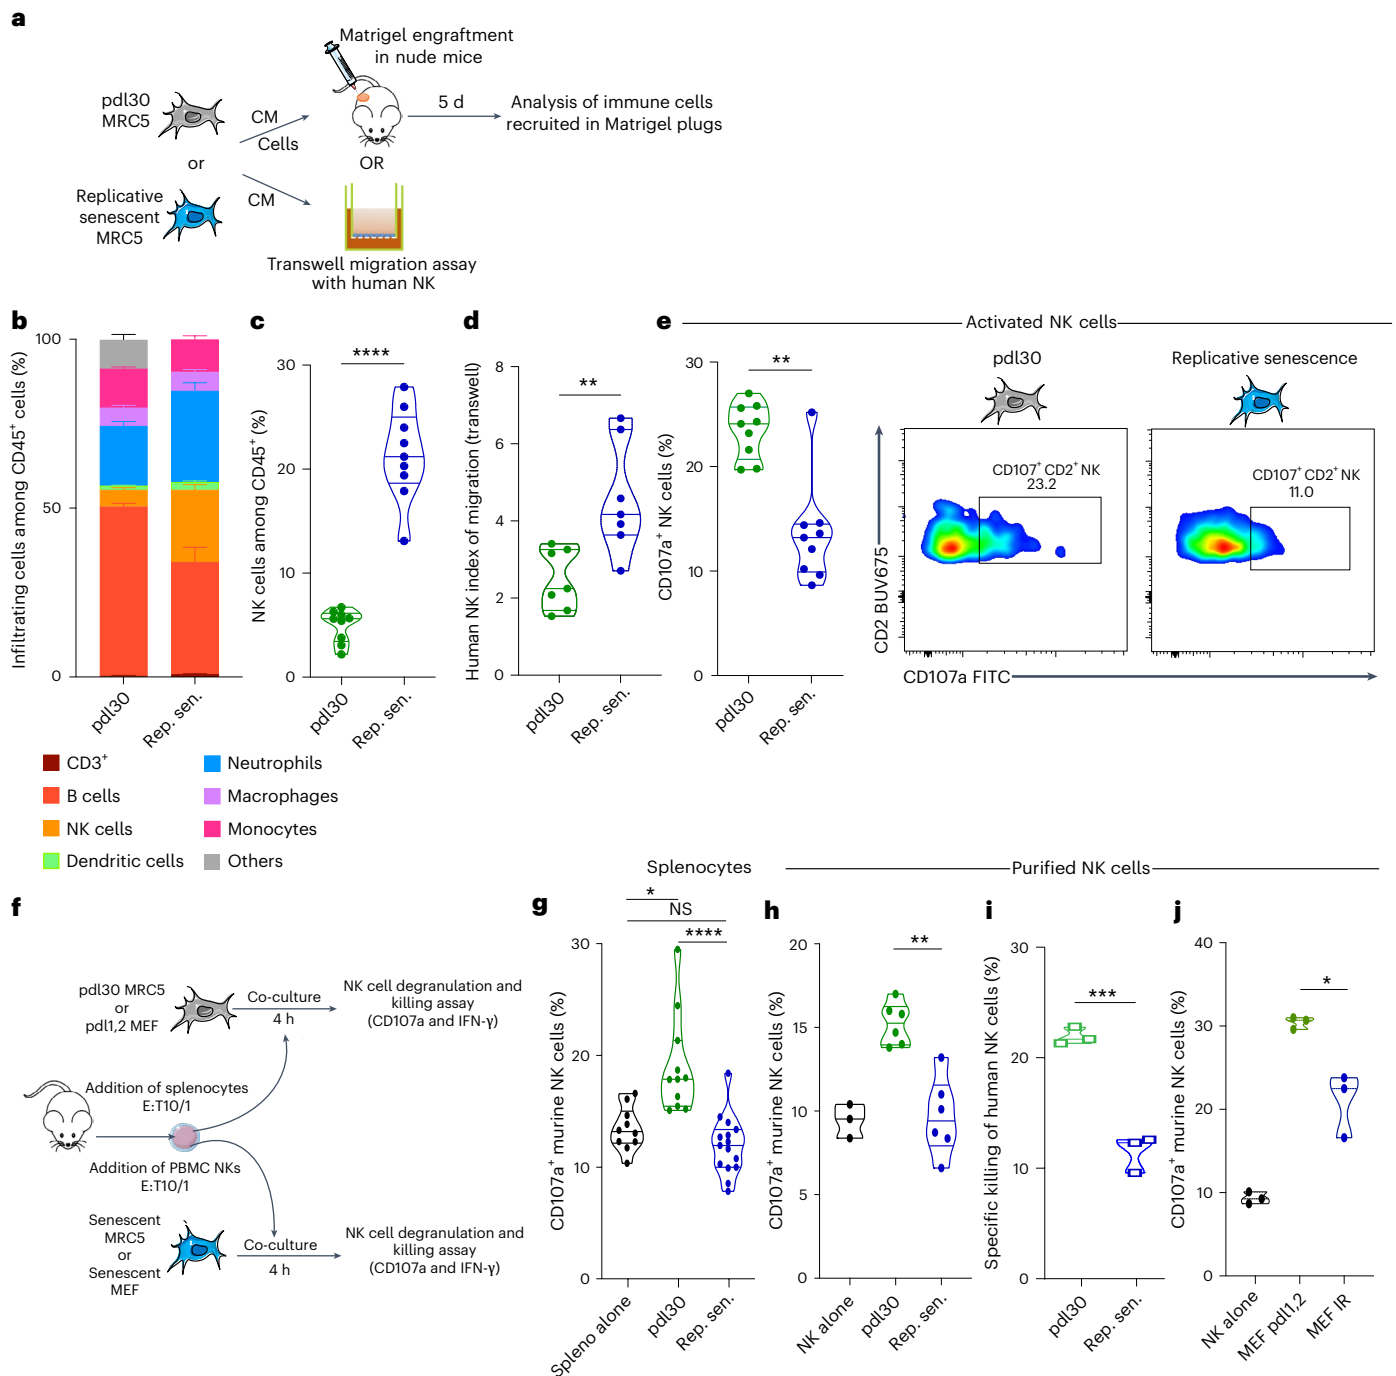 a
Matrigel engraftment
in nude mice
pdl30
MRC5
CM
Cells
5 d
Analysis of immune cells
recruited in Matrigel plugs
or
OR
Replicative
senescent
MRC5
CM
Transwell migration assay
with human NK
b
Infiltrating cells among CD45⁺ cells (%)
100
50
0
pdl30
Rep. sen.
CD3⁺
B cells
NK cells
Dendritic cells
Neutrophils
Macrophages
Monocytes
Others
c
NK cells among CD45⁺ (%)
30
20
10
0
****
pdl30
Rep. sen.
d
Human NK index of migration (transwell)
8
6
4
2
0
**
pdl30
Rep. sen.
e
Activated NK cells
CD107a⁺ NK cells (%)
30
20
10
0
**
pdl30
Rep. sen.
pdl30
Replicative senescence
CD107⁺ CD2⁺ NK
23.2
CD107⁺ CD2⁺ NK
11.0
CD2 BUV675
CD107a FITC
f
pdl30 MRC5
or
pdl1,2 MEF
Co-culture
4 h
NK cell degranulation and
killing assay
(CD107a and IFN-γ)
Addition of splenocytes
E:T10/1
Addition of PBMC NKs
E:T10/1
Senescent
MRC5
or
Senescent
MEF
Co-culture
4 h
NK cell degranulation and
killing assay
(CD107a and IFN-γ)
Splenocytes
Purified NK cells
g
CD107a⁺ murine NK cells (%)
30
20
10
0
*
NS
****
Spleno alone
pdl30
Rep. sen.
h
CD107a⁺ murine NK cells (%)
20
15
10
5
0
**
NK alone
pdl30
Rep. sen.
i
Specific killing of human NK cells (%)
30
20
10
0
***
pdl30
Rep. sen.
j
CD107a⁺ murine NK cells (%)
40
30
20
10
0
*
NK alone
MEF pdl1,2
MEF IR